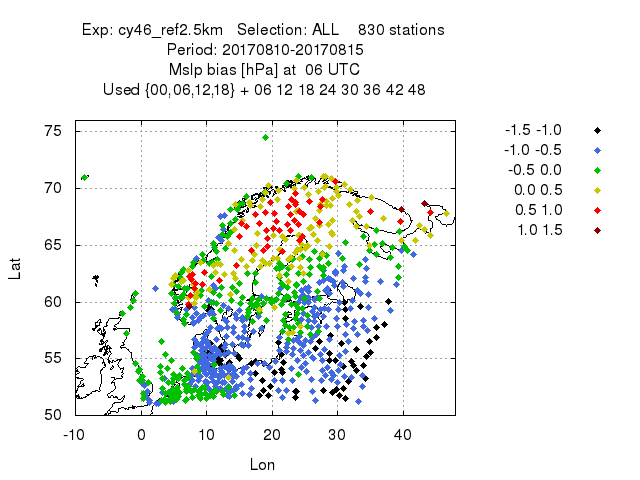 Exp: cy46_ref2.5km Selection: ALL 830 stations
Period: 20170810-20170815
Mslp bias [hPa] at 06 UTC
Used {00,06,12,18} + 06 12 18 24 30 36 42 48
75
70
65
60
55
50
-10 0 10 20 30 40
Lat
Lon
-1.5 -1.0
-1.0 -0.5
-0.5 0.0
0.0 0.5
0.5 1.0
1.0 1.5